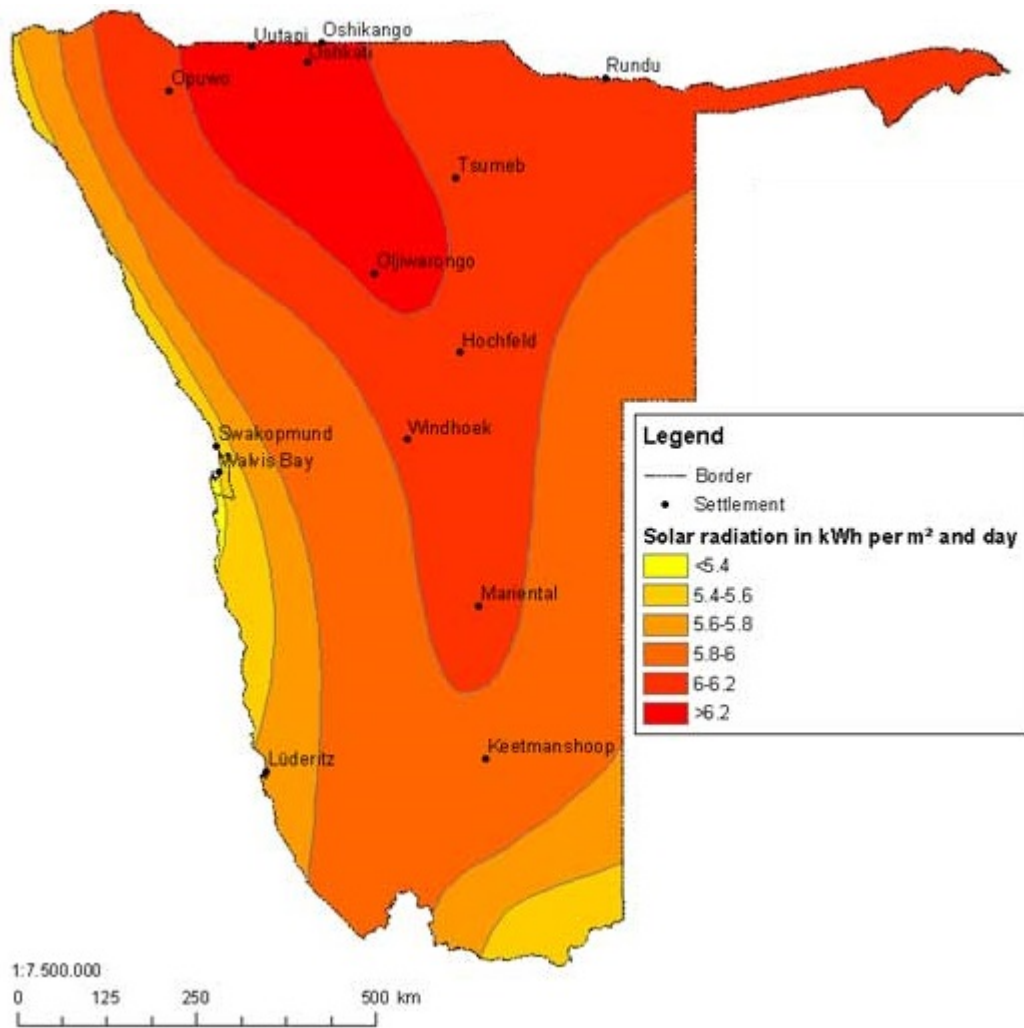 Uutapi
Oshikango
Oshkati
Opuwo
Rundu
Tsumeb
Oljiwarongo
Hochfeld
Windhoek
Swakopmund
Walvis Bay
Mariental
Keetmanshoop
Lüderitz
Legend
Border
Settlement
Solar radiation in kWh per m² and day
<5.4
5.4-5.6
5.6-5.8
5.8-6
6-6.2
>6.2
1:7.500.000
0 125 250 500 km